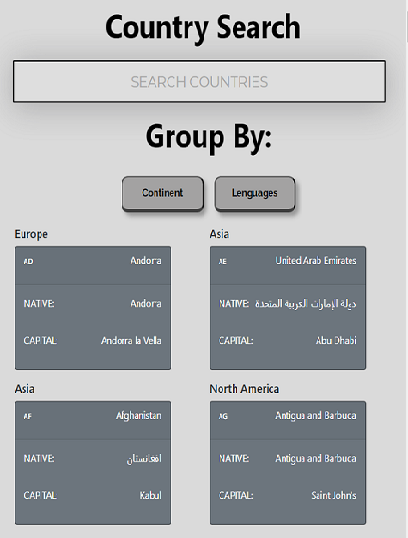 Country Search
SEARCH COUNTRIES
Group By:
Continent
Lenguages
Europe
AD Andorra
NATIVE: Andorra
CAPITAL Andorra la Vella
Asia
AE United Arab Emirates
NATIVE: دولة الإمارات العربية المتحدة
CAPITAL: Abu Dhabi
Asia
AF Afghanistan
NATIVE: افغانستان
CAPITAL Kabul
North America
AG Antigua and Barbuca
NATIVE: Antigua and Barbuca
CAPITAL: Saint John's